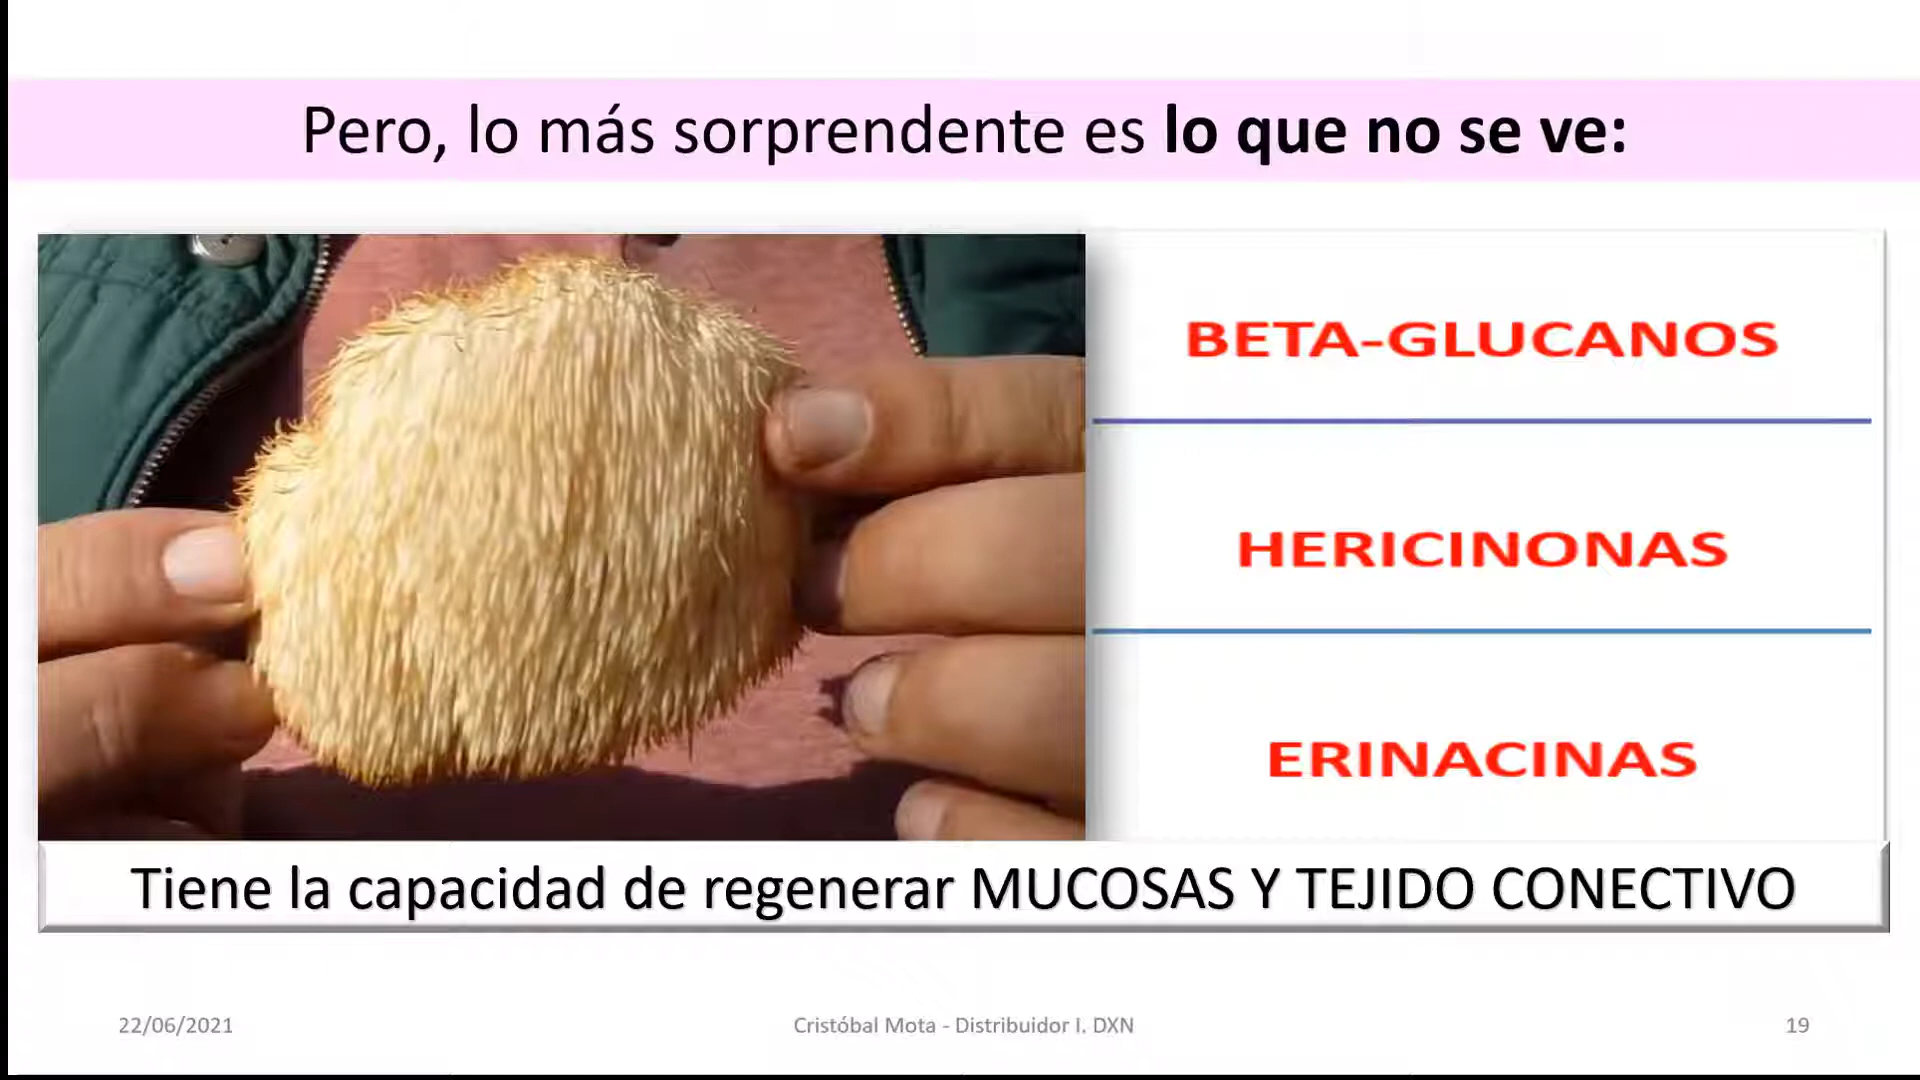 Pero, lo más sorprendente es lo que no se ve:
BETA-GLUCANOS
HERICINONAS
ERINACINAS
Tiene la capacidad de regenerar MUCOSAS Y TEJIDO CONECTIVO
22/06/2021
Cristóbal Mota - Distribuidor I. DXN
19